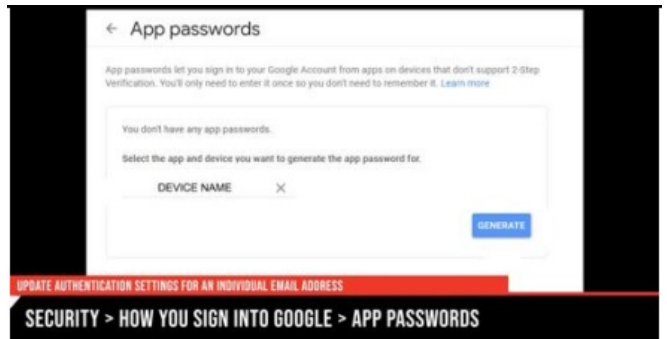 ← App passwords
App passwords let you sign in to your Google Account from apps on devices that don't support 2-Step
Verification. You'll only need to enter it once so you don't need to remember it. Learn more
You don't have any app passwords.
Select the app and device you want to generate the app password for.
DEVICE NAME ×
GENERATE
UPDATE AUTHENTICATION SETTINGS FOR AN INDIVIDUAL EMAIL ADDRESS
SECURITY > HOW YOU SIGN INTO GOOGLE > APP PASSWORDS